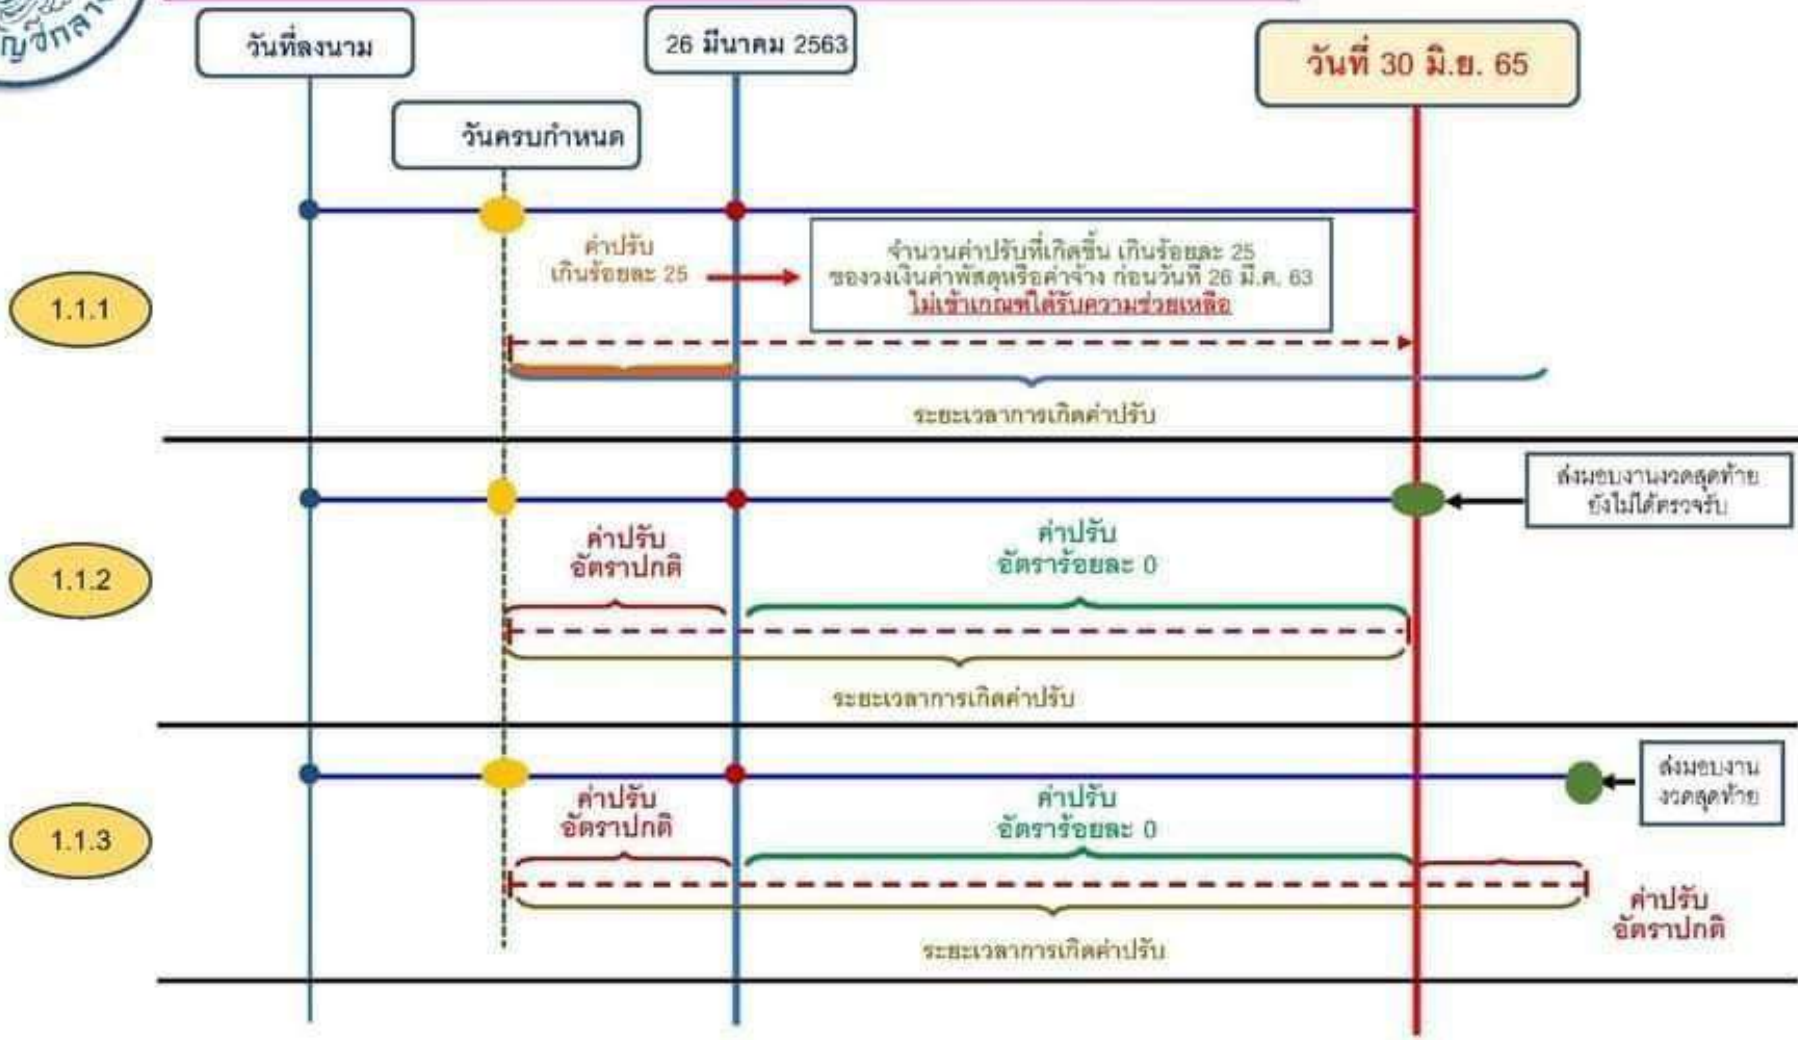 วันที่ลงนาม
26 มีนาคม 2563
วันที่ 30 มิ.ย. 65
วันครบกำหนด
1.1.1
ค่าปรับ
เกินร้อยละ 25
จำนวนค่าปรับที่เกิดขึ้น เกินร้อยละ 25
ของวงเงินค่าพัสดุหรือค่าจ้าง ก่อนวันที่ 26 มี.ค. 63
ไม่เข้าเกณฑ์ได้รับความช่วยเหลือ
ระยะเวลาการเกิดค่าปรับ
1.1.2
ส่งมอบงานงวดสุดท้าย
ยังไม่ได้ตรวจรับ
ค่าปรับ
อัตราปกติ
ค่าปรับ
อัตราร้อยละ 0
ระยะเวลาการเกิดค่าปรับ
1.1.3
ส่งมอบงาน
งวดสุดท้าย
ค่าปรับ
อัตราปกติ
ค่าปรับ
อัตราร้อยละ 0
ค่าปรับ
อัตราปกติ
ระยะเวลาการเกิดค่าปรับ